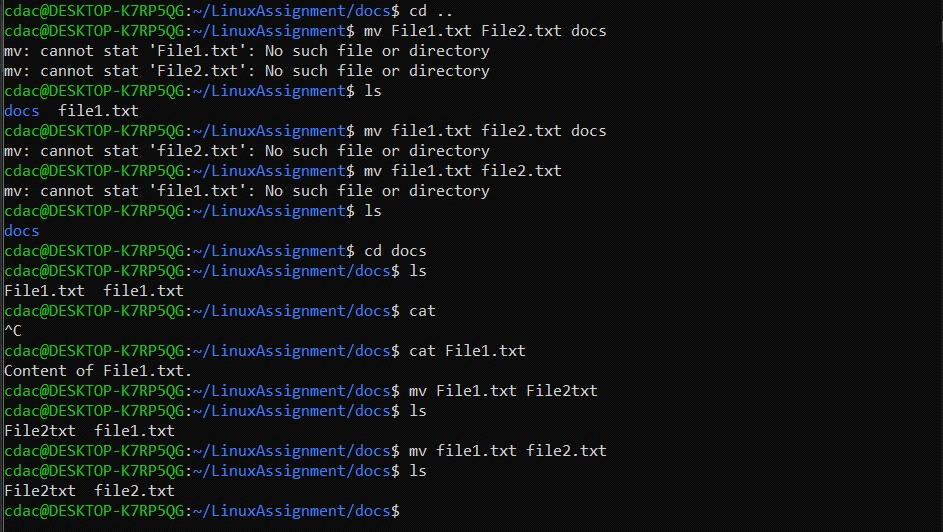 cdac@DESKTOP-K7RP5QG:~/LinuxAssignment/docs$ cd ..
cdac@DESKTOP-K7RP5QG:~/LinuxAssignment$ mv File1.txt File2.txt docs
mv: cannot stat 'File1.txt': No such file or directory
mv: cannot stat 'File2.txt': No such file or directory
cdac@DESKTOP-K7RP5QG:~/LinuxAssignment$ ls
docs  file1.txt
cdac@DESKTOP-K7RP5QG:~/LinuxAssignment$ mv file1.txt file2.txt docs
mv: cannot stat 'file2.txt': No such file or directory
cdac@DESKTOP-K7RP5QG:~/LinuxAssignment$ mv file1.txt file2.txt
mv: cannot stat 'file1.txt': No such file or directory
cdac@DESKTOP-K7RP5QG:~/LinuxAssignment$ ls
docs
cdac@DESKTOP-K7RP5QG:~/LinuxAssignment$ cd docs
cdac@DESKTOP-K7RP5QG:~/LinuxAssignment/docs$ ls
File1.txt  file1.txt
cdac@DESKTOP-K7RP5QG:~/LinuxAssignment/docs$ cat
^C
cdac@DESKTOP-K7RP5QG:~/LinuxAssignment/docs$ cat File1.txt
Content of File1.txt.
cdac@DESKTOP-K7RP5QG:~/LinuxAssignment/docs$ mv File1.txt File2txt
cdac@DESKTOP-K7RP5QG:~/LinuxAssignment/docs$ ls
File2txt  file1.txt
cdac@DESKTOP-K7RP5QG:~/LinuxAssignment/docs$ mv file1.txt file2.txt
cdac@DESKTOP-K7RP5QG:~/LinuxAssignment/docs$ ls
File2txt  file2.txt
cdac@DESKTOP-K7RP5QG:~/LinuxAssignment/docs$